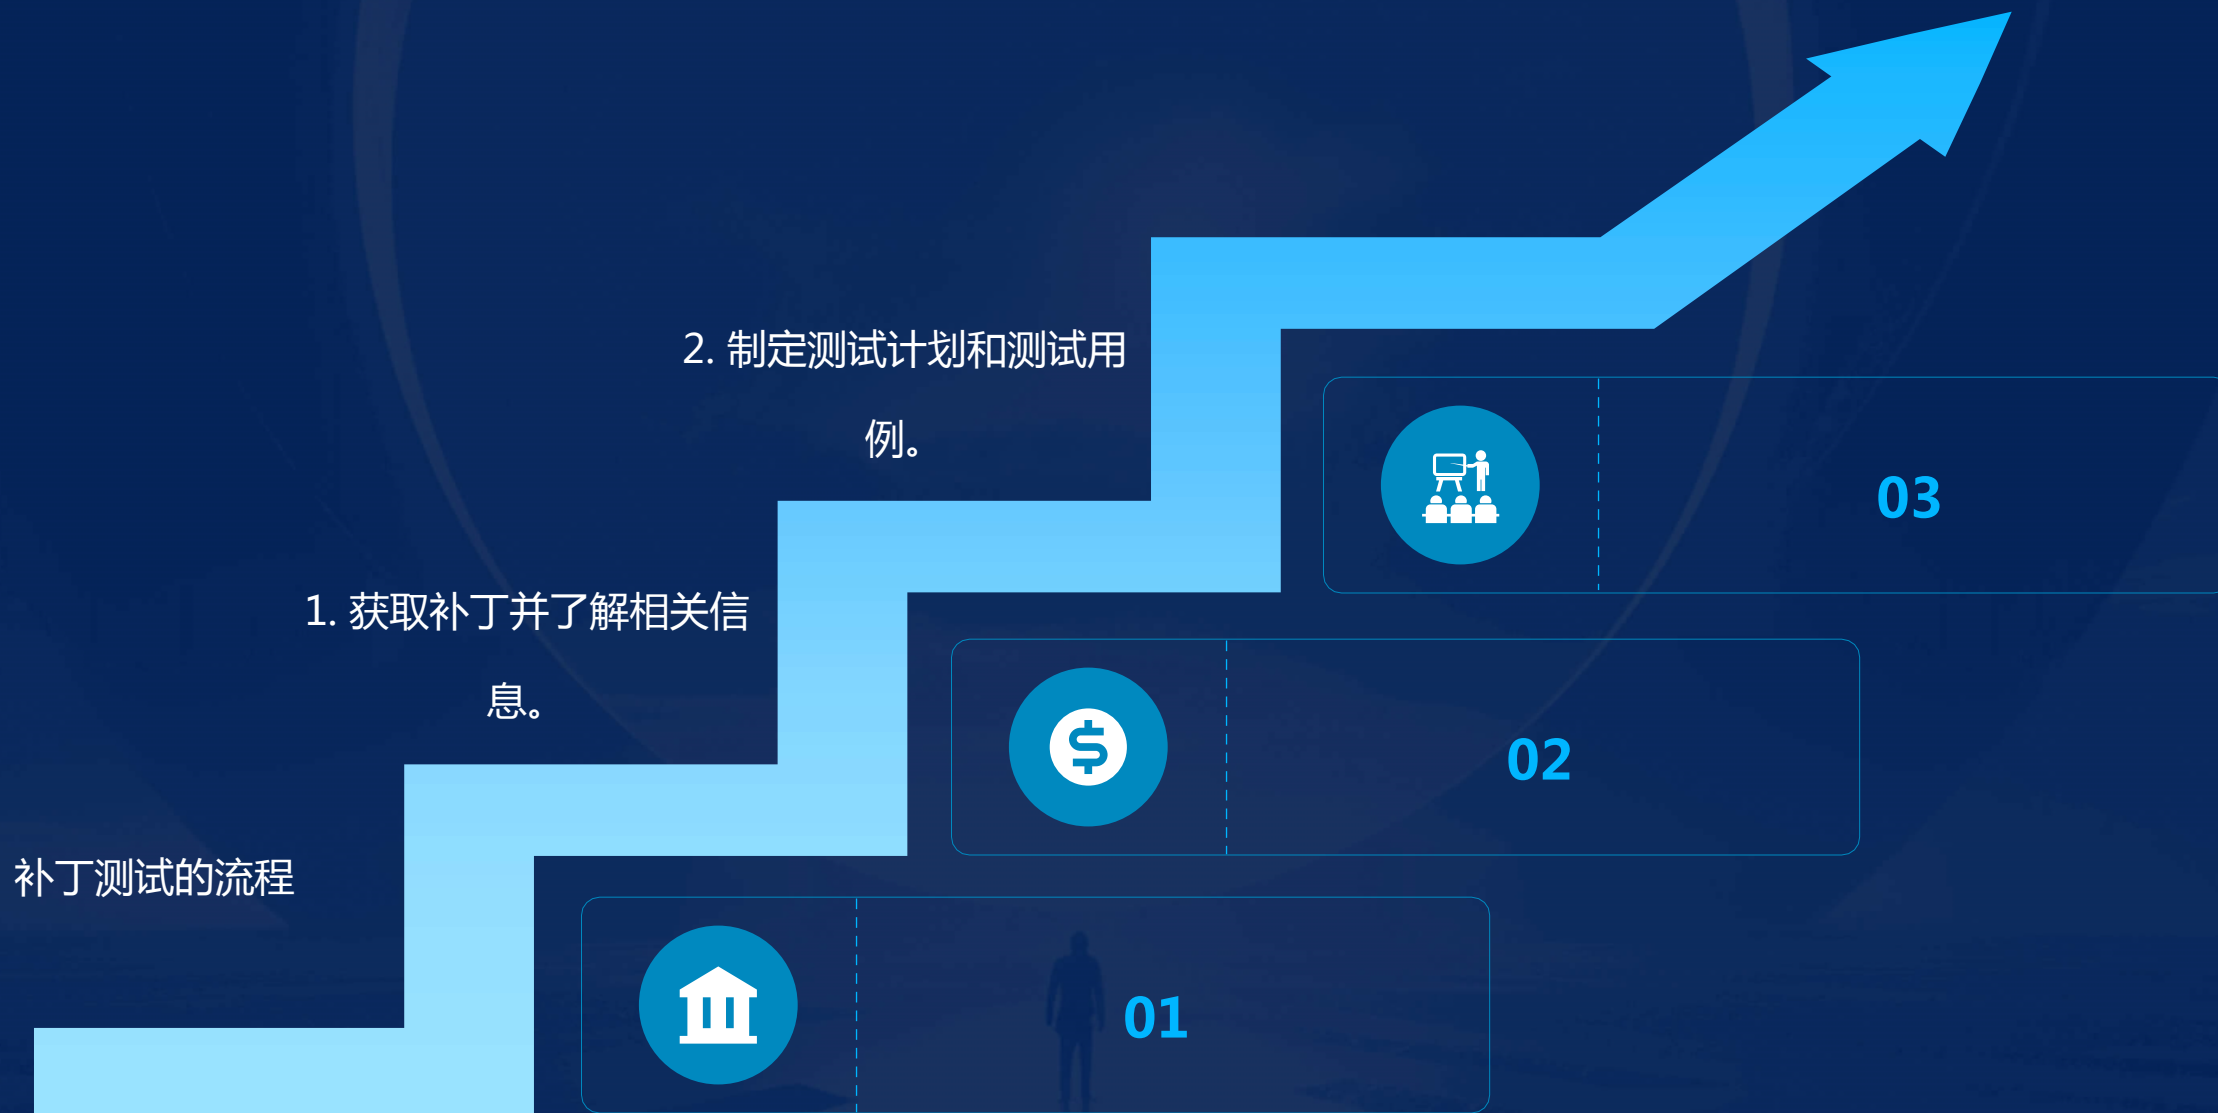 2. 制定测试计划和测试用
例。
03
1. 获取补丁并了解相关信
息。
02
补丁测试的流程
01